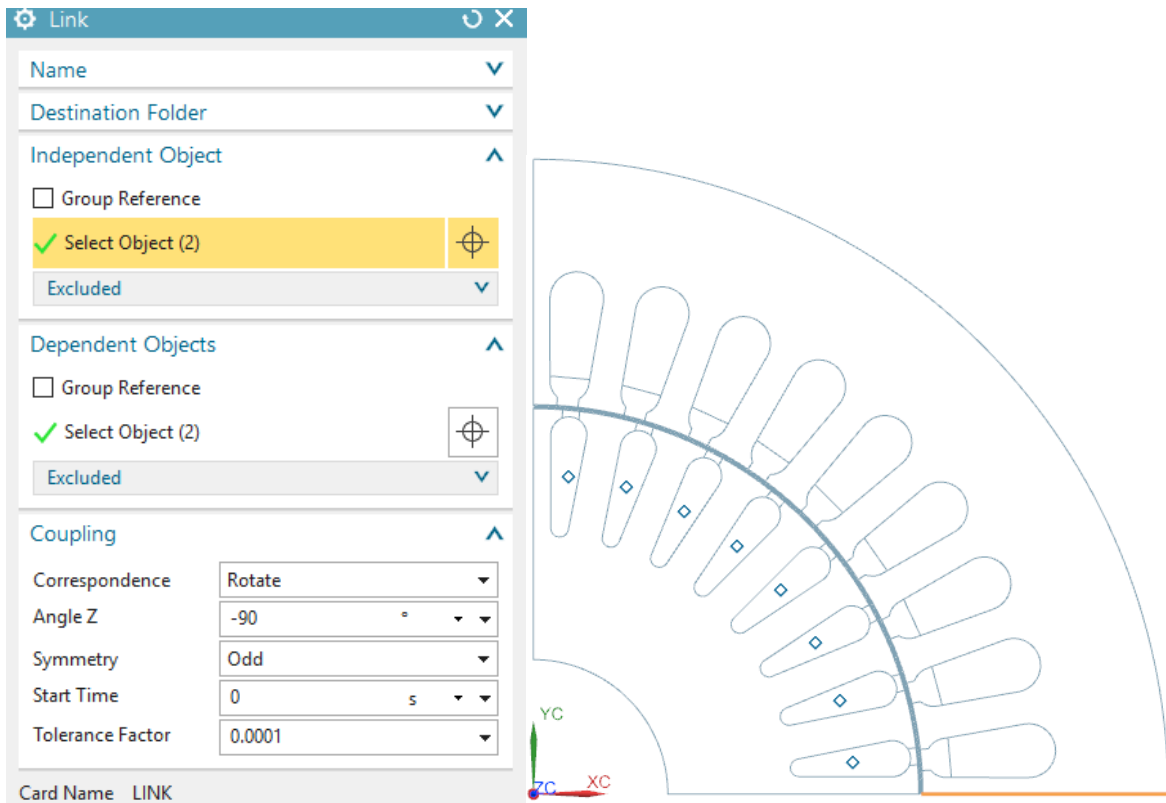 Link
Name
Destination Folder
Independent Object
Group Reference
Select Object (2)
Excluded
Dependent Objects
Group Reference
Select Object (2)
Excluded
Coupling
Correspondence Rotate
Angle Z -90 °
Symmetry Odd
Start Time 0 s
Tolerance Factor 0.0001
Card Name LINK
YC
ZC XC